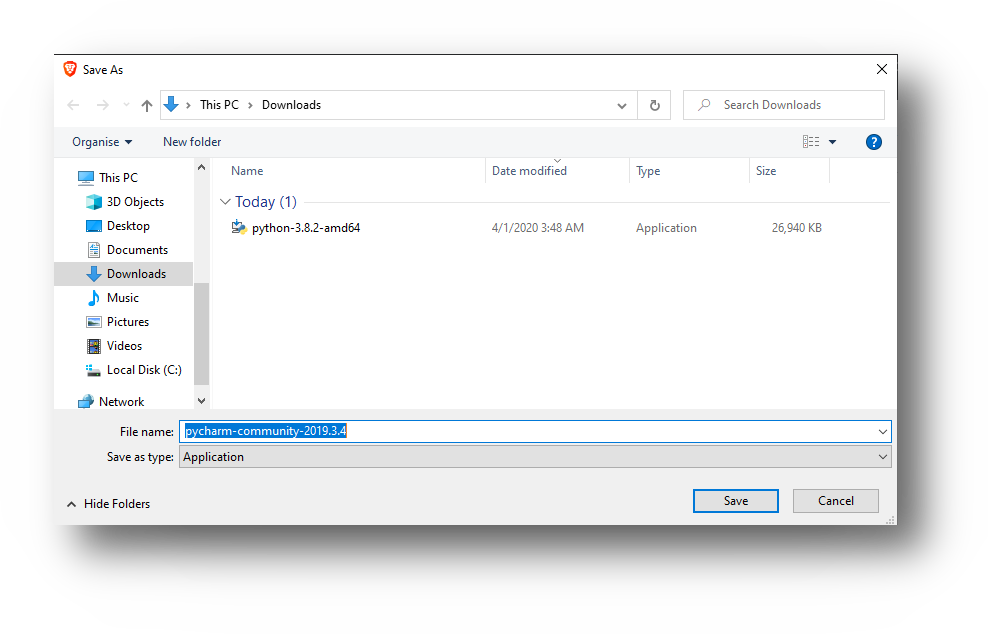 Save As
This PC > Downloads
Search Downloads
Organise
New folder
?
This PC
3D Objects
Desktop
Documents
Downloads
Music
Pictures
Videos
Local Disk (C:)
Network
Name Date modified Type Size
Today (1)
python-3.8.2-amd64 4/1/2020 3:48 AM Application 26,940 KB
File name: pycharm-community-2019.3.4
Save as type: Application
Hide Folders
Save
Cancel